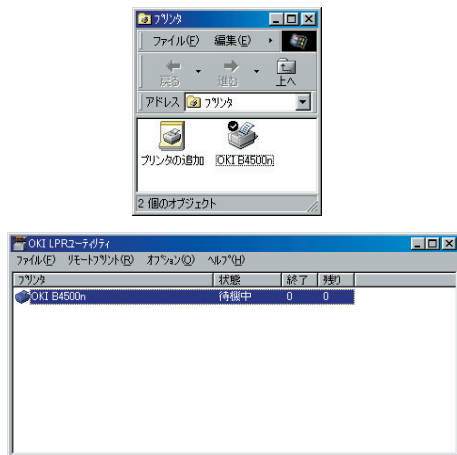 プリンタ
ファイル(F) 編集(E)
戻る 進む 上へ
アドレス プリンタ
プリンタの追加 OKI B4500n
2 個のオブジェクト
OKI LPRユーティリティ
ファイル(F) リモートプリント(R) オプション(O) ヘルプ(H)
プリンタ 状態 終了 残り
OKI B4500n 待機中 0 0